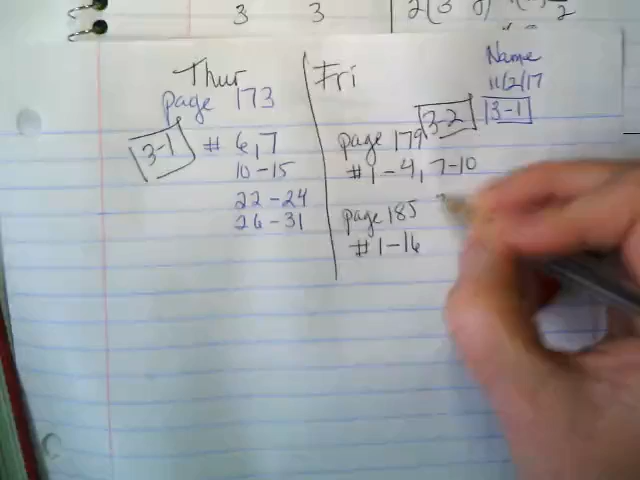 3 3
Name
11/2/17
3-1
Thur
page 173
3-1 # 6,7
10-15
22-24
26-31
Fri
3-2
page 179
# 1-4, 7-10
page 185
# 1-16